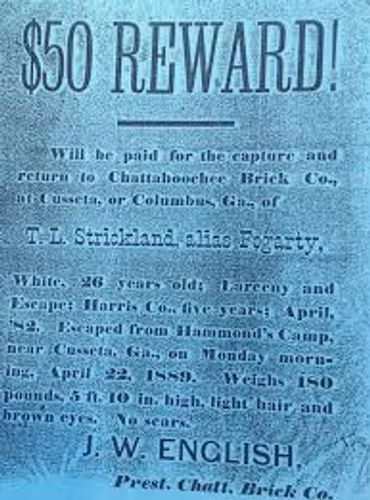 $50 REWARD!
Will be paid for the capture and
return to Chattahoochee Brick Co.,
at Cusseta, or Columbus, Ga., of
T. L. Strickland, alias Fogarty,
White, 26 years old; Larceny and
Escape; Harris Co., five years; April,
'82. Escaped from Hammond's Camp,
near Cusseta, Ga., on Monday morn-
ing, April 22, 1889. Weighs 180
pounds, 5 ft. 10 in. high, light hair and
brown eyes. No scars.
J. W. ENGLISH,
Prest. Chatt. Brick Co.